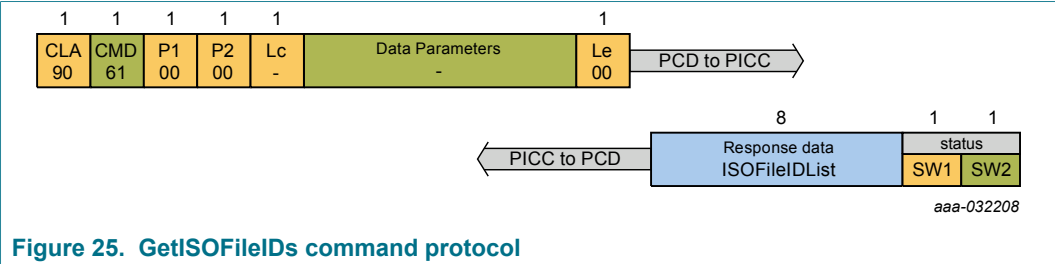 1 1 1 1 1 1
CLA CMD P1 P2 Lc Data Parameters Le
90 61 00 00 - - 00
PCD to PICC
8 1 1
PICC to PCD
Response data status
ISOFileIDList SW1 SW2
aaa-032208
Figure 25. GetISOFileIDs command protocol